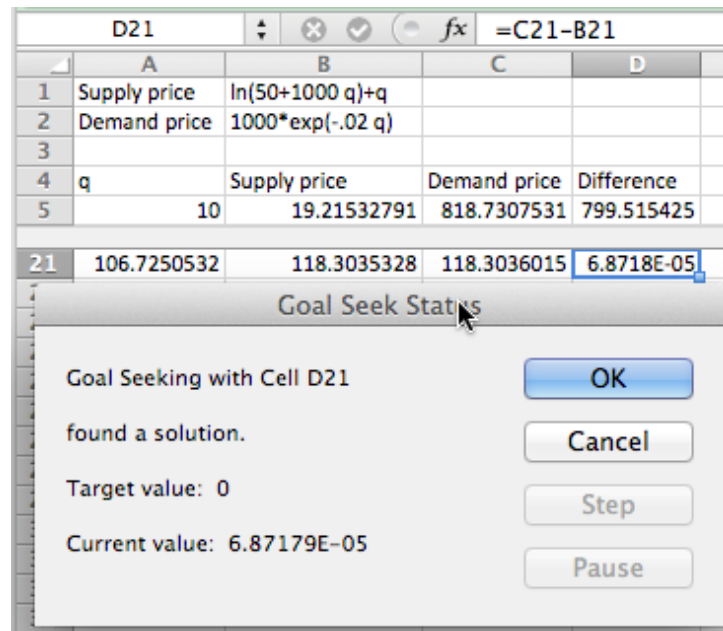 D21 fx =C21-B21
A B C D
1 Supply price ln(50+1000 q)+q
2 Demand price 1000*exp(-.02 q)
3
4 q Supply price Demand price Difference
5 10 19.21532791 818.7307531 799.515425
21 106.7250532 118.3035328 118.3036015 6.8718E-05
Goal Seek Status
Goal Seeking with Cell D21
OK
found a solution.
Cancel
Target value: 0
Step
Current value: 6.87179E-05
Pause